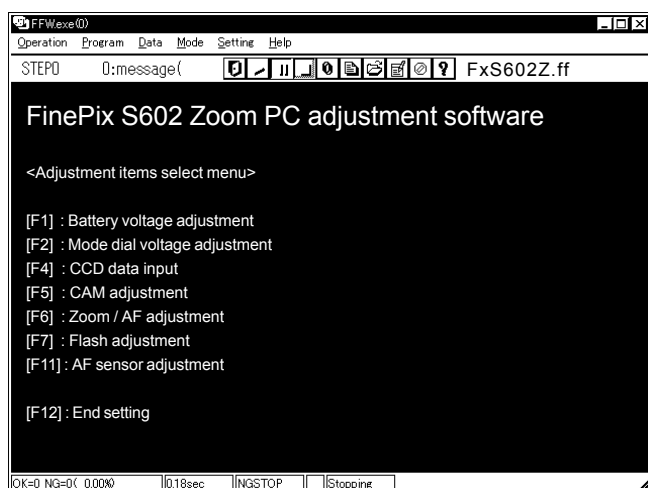 FFW.exe(0)
Operation Program Data Mode Setting Help
STEP0 0:message( FxS602Z.ff
FinePix S602 Zoom PC adjustment software
<Adjustment items select menu>
[F1] : Battery voltage adjustment
[F2] : Mode dial voltage adjustment
[F4] : CCD data input
[F5] : CAM adjustment
[F6] : Zoom / AF adjustment
[F7] : Flash adjustment
[F11] : AF sensor adjustment
[F12] : End setting
OK=0 NG=0( 0.00%) 0.18sec NGSTOP Stopping